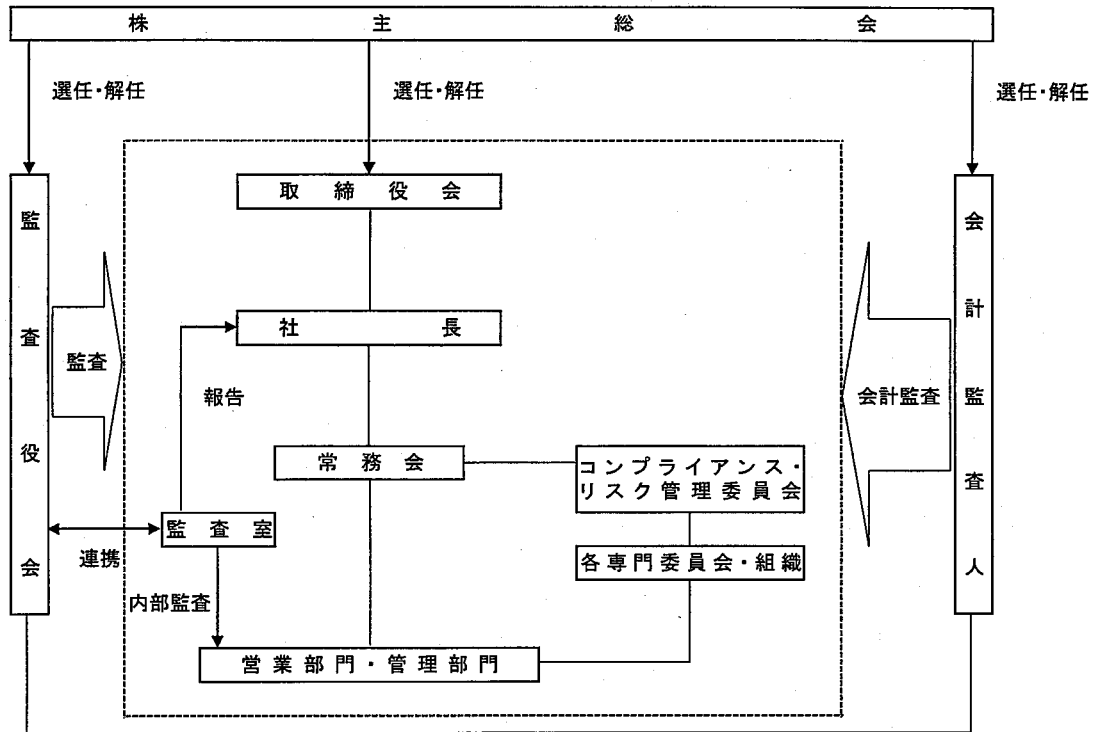 株主総会
選任・解任
選任・解任
選任・解任
取締役会
監査役会
会計監査人
社長
監査
報告
会計監査
常務会
コンプライアンス・
リスク管理委員会
監査室
連携
各専門委員会・組織
内部監査
営業部門・管理部門